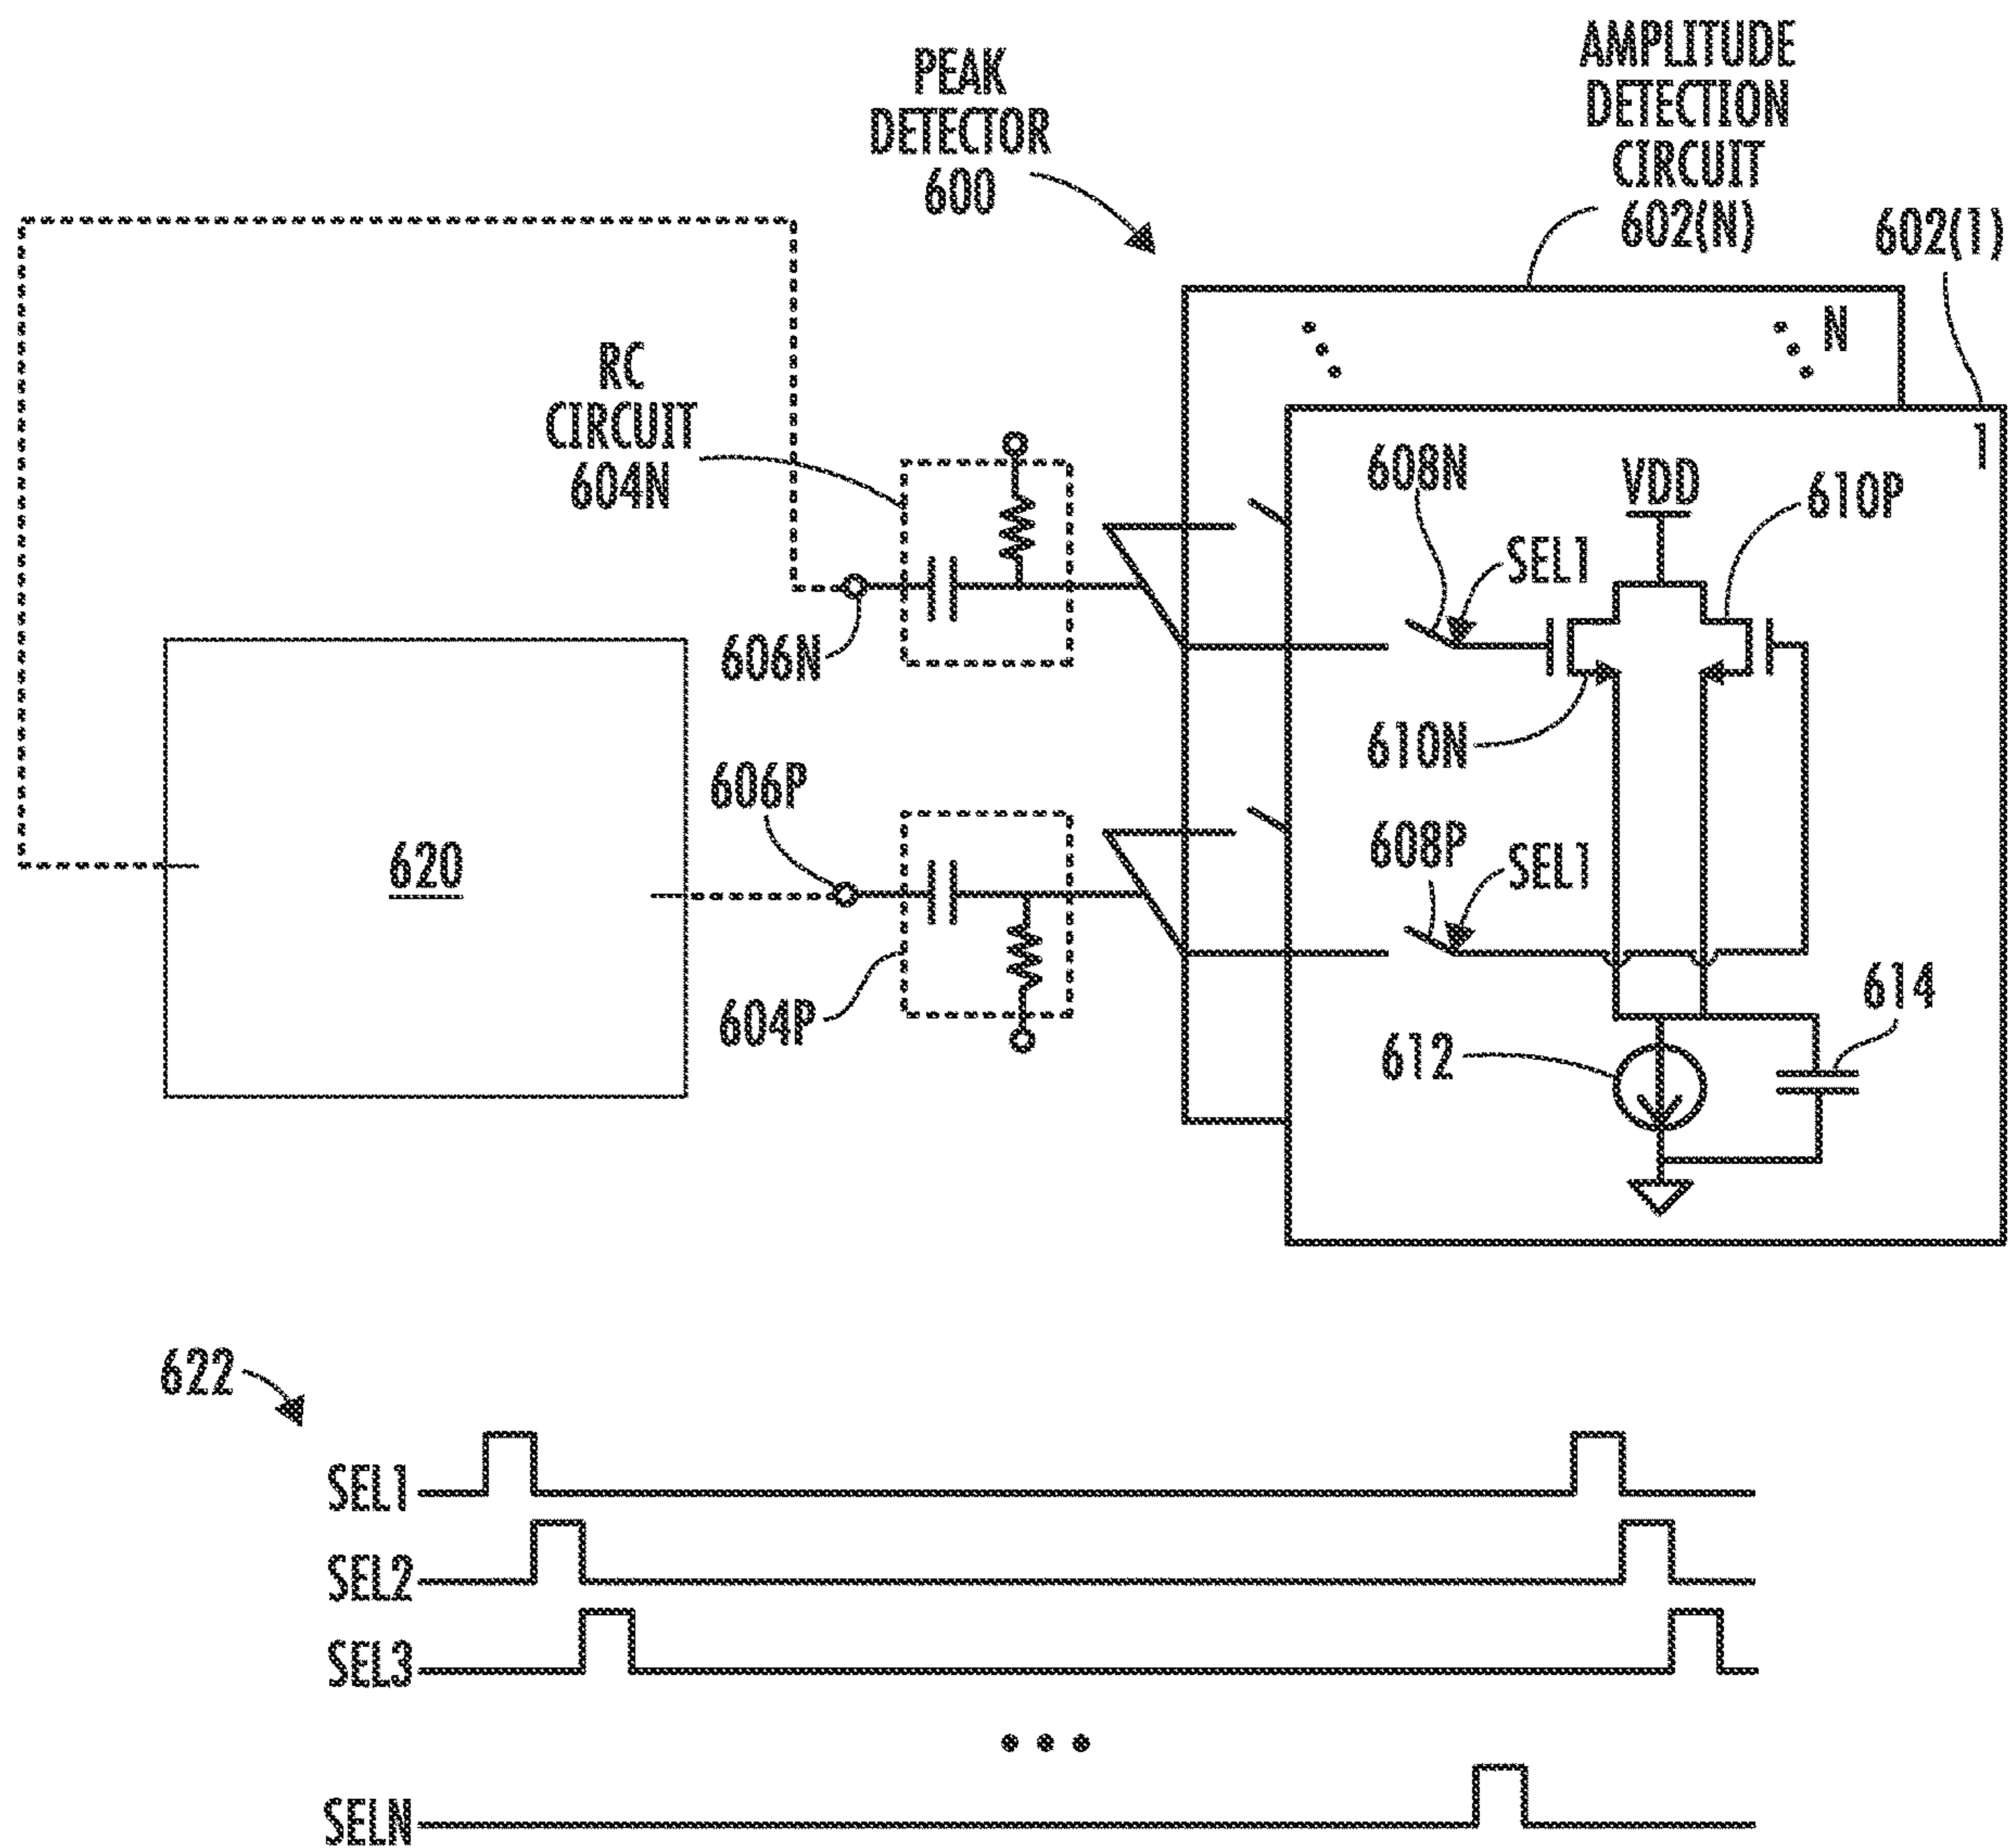 PEAK
DETECTOR
600
AMPLITUDE
DETECTION
CIRCUIT
602(N)
602(1)
N
1
RC
CIRCUIT
604N
608N
VDD
610P
SEL1
606N
610N
606P
608P
SEL1
620
604P
612
614
622
SEL1
SEL2
SEL3
SELN